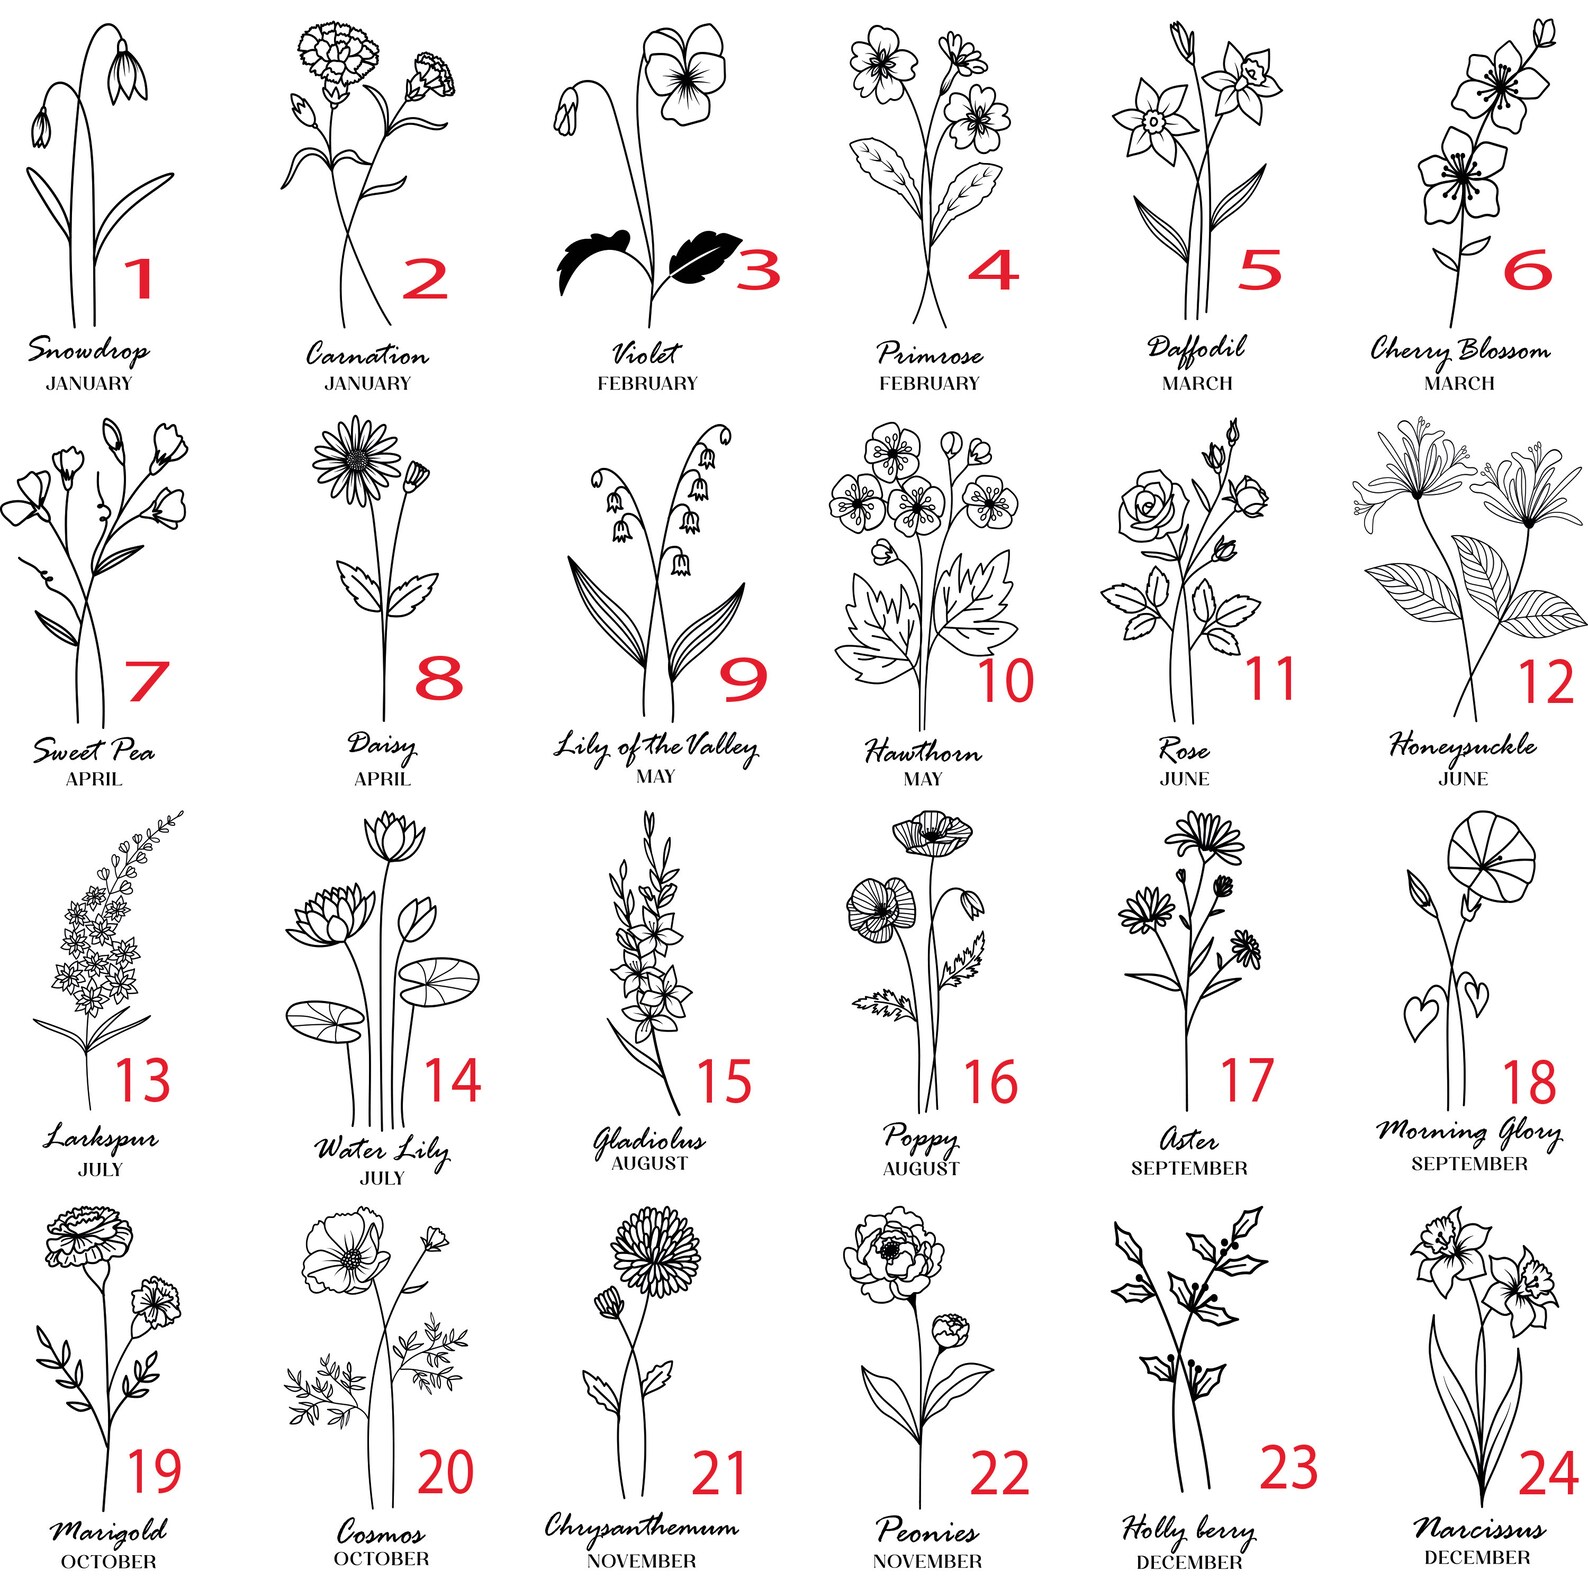 1
Snowdrop
JANUARY
2
Carnation
JANUARY
3
Violet
FEBRUARY
4
Primrose
FEBRUARY
5
Daffodil
MARCH
6
Cherry Blossom
MARCH
7
Sweet Pea
APRIL
8
Daisy
APRIL
9
Lily of the Valley
MAY
10
Hawthorn
MAY
11
Rose
JUNE
12
Honeysuckle
JUNE
13
Larkspur
JULY
14
Water Lily
JULY
15
Gladiolus
AUGUST
16
Poppy
AUGUST
17
Aster
SEPTEMBER
18
Morning Glory
SEPTEMBER
19
Marigold
OCTOBER
20
Cosmos
OCTOBER
21
Chrysanthemum
NOVEMBER
22
Peonies
NOVEMBER
23
Holly berry
DECEMBER
24
Narcissus
DECEMBER